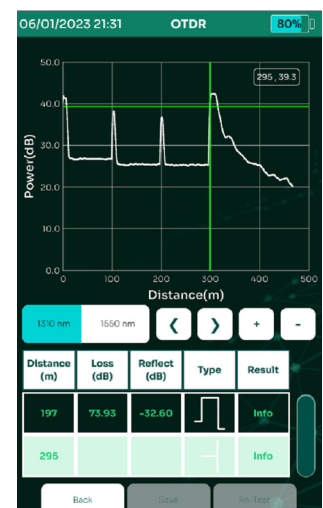 06/01/2023 21:31 OTDR 80%
50.0
295 , 39.3
40.0
30.0
20.0
10.0
0.0
Power(dB)
0 100 200 300 400 500
Distance(m)
1310 nm 1550 nm + -
Distance (m) Loss (dB) Reflect (dB) Type Result
197 73.93 -32.60 Info
295 Info
Back Save Re-Test